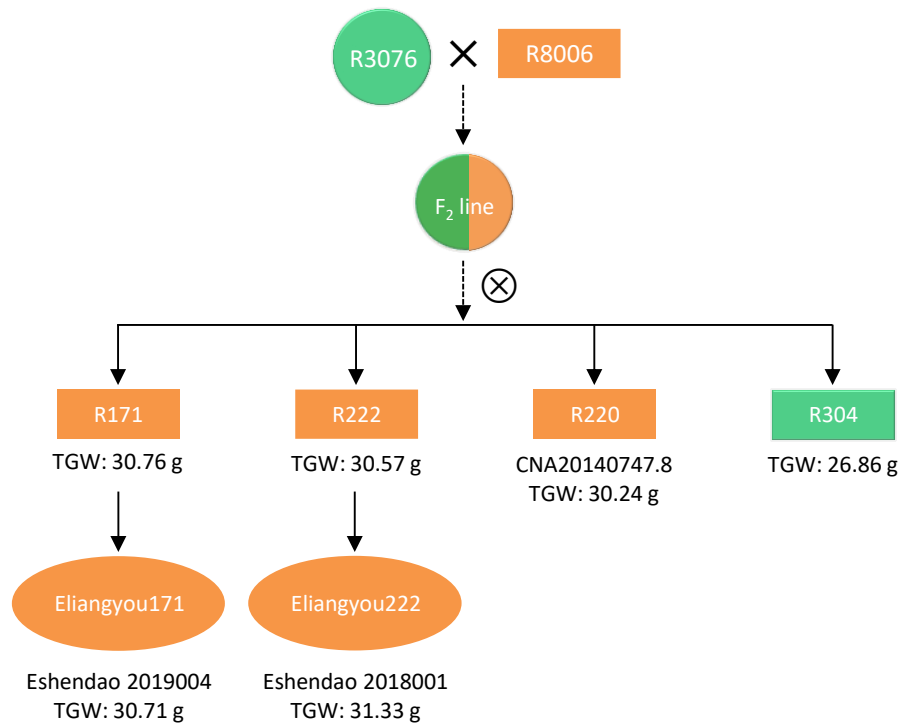 R3076
R8006
F₂ line
R171
R222
R220
R304
TGW: 30.76 g
TGW: 30.57 g
CNA20140747.8
TGW: 30.24 g
TGW: 26.86 g
Eliangyou171
Eliangyou222
Eshendao 2019004
TGW: 30.71 g
Eshendao 2018001
TGW: 31.33 g